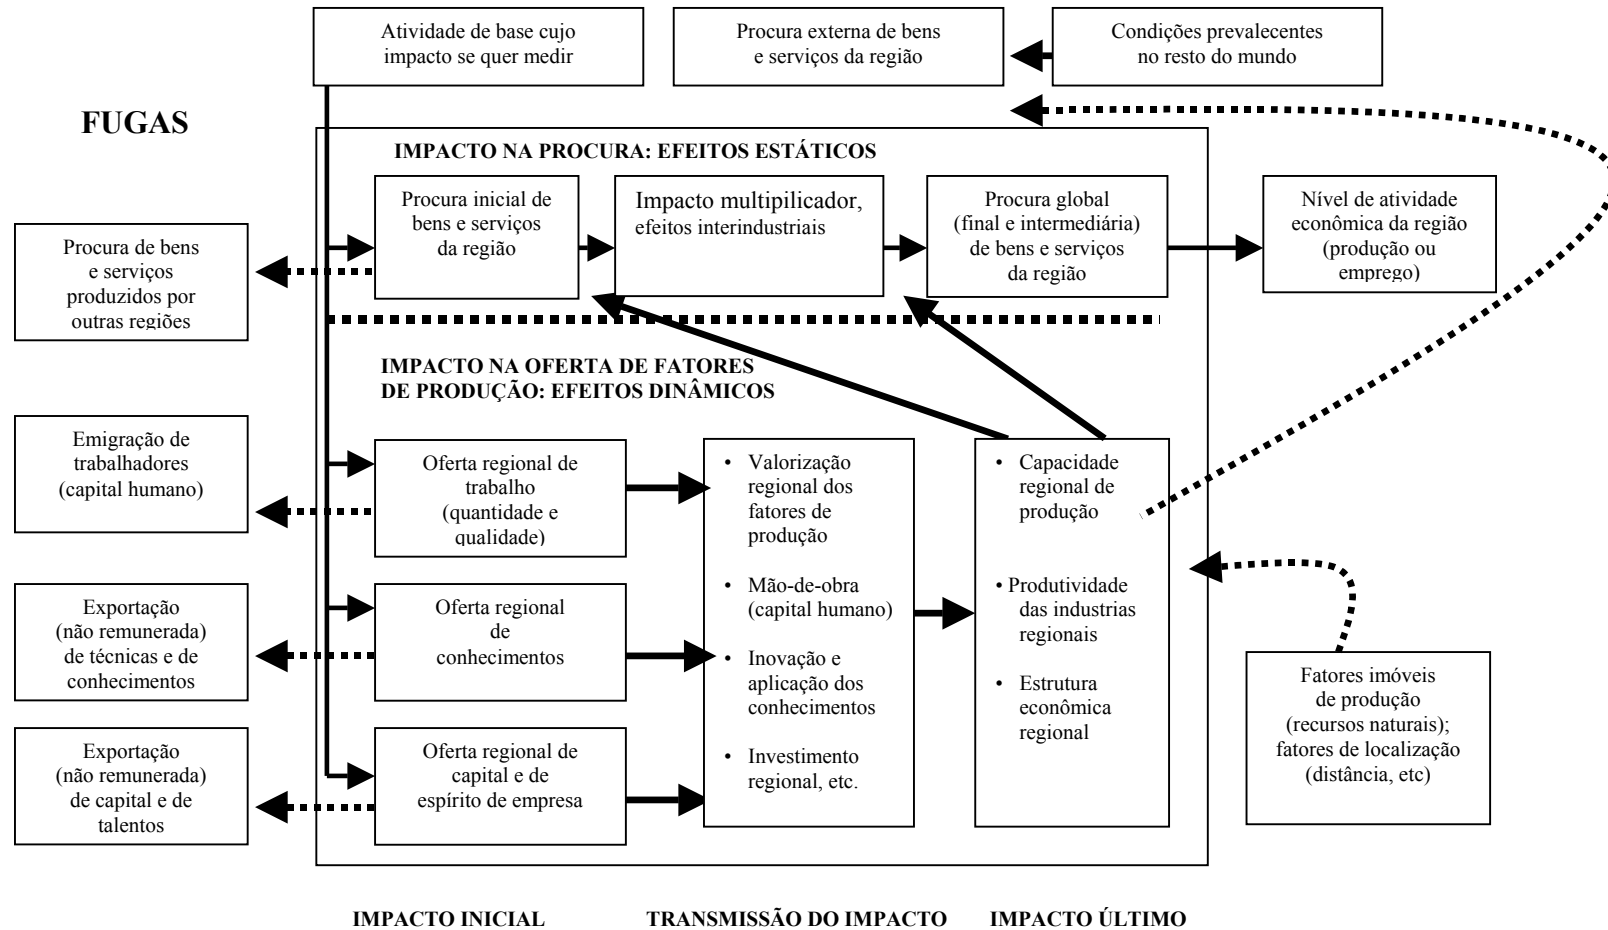 Atividade de base cujo
impacto se quer medir
Procura externa de bens
e serviços da região
Condições prevalecentes
no resto do mundo
FUGAS
IMPACTO NA PROCURA: EFEITOS ESTÁTICOS
Procura inicial de
bens e serviços
da região
Impacto multipilicador,
efeitos interindustriais
Procura global
(final e intermediária)
de bens e serviços
da região
Nível de atividade
econômica da região
(produção ou
emprego)
Procura de bens
e serviços
produzidos por
outras regiões
IMPACTO NA OFERTA DE FATORES
DE PRODUÇÃO: EFEITOS DINÂMICOS
Emigração de
trabalhadores
(capital humano)
Oferta regional de
trabalho
(quantidade e
qualidade)
• Valorização
regional dos
fatores de
produção
• Mão-de-obra
(capital humano)
• Inovação e
aplicação dos
conhecimentos
• Investimento
regional, etc.
• Capacidade
regional de
produção
• Produtividade
das industrias
regionais
• Estrutura
econômica
regional
Exportação
(não remunerada)
de técnicas e de
conhecimentos
Oferta regional
de
conhecimentos
Fatores imóveis
de produção
(recursos naturais);
fatores de localização
(distância, etc)
Exportação
(não remunerada)
de capital e de
talentos
Oferta regional de
capital e de
espírito de empresa
IMPACTO INICIAL
TRANSMISSÃO DO IMPACTO
IMPACTO ÚLTIMO